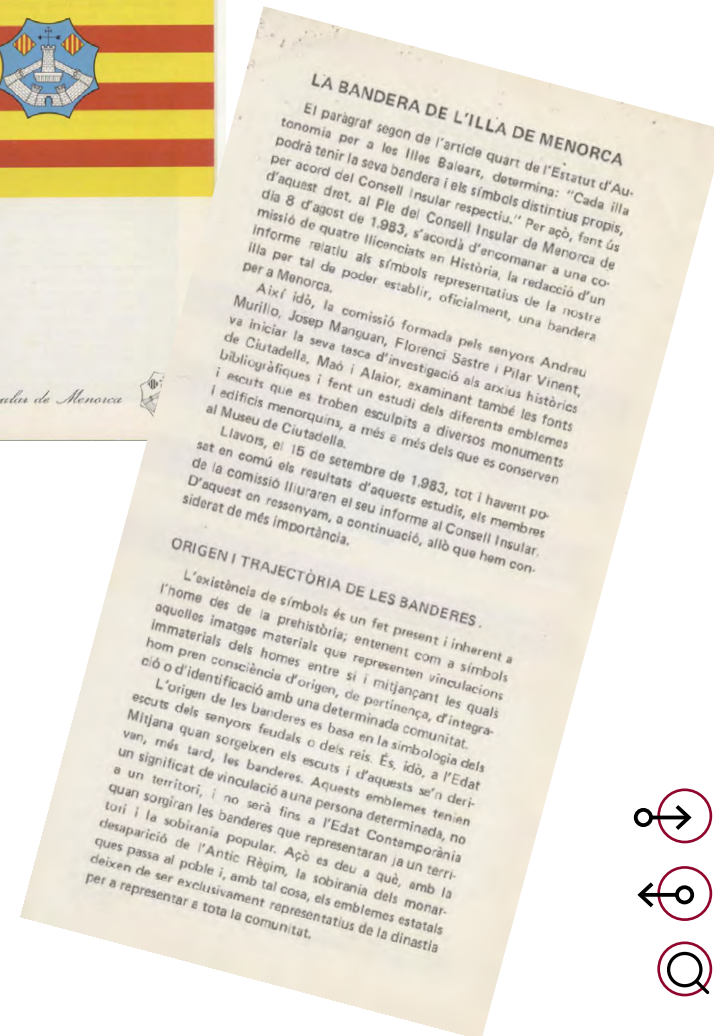 LA BANDERA DE L'ILLA DE MENORCA
El paràgraf segon de l'article quart de l'Estatut d'Au-
tonomia per a les Illes Balears, determina: "Cada illa
podrà tenir la seva bandera i els símbols distintius propis,
per acord del Consell Insular respectiu." Per açò, fent ús
d'aquest dret, al Ple del Consell Insular de Menorca de
dia 8 d'agost de 1.983, s'acordà d'encomanar a una co-
missió de quatre llicenciats en Història, la redacció d'un
informe relatiu als símbols representatius de la nostra
illa per tal de poder establir, oficialment, una bandera
per a Menorca.
Així idò, la comissió formada pels senyors Andreu
Murillo, Josep Manguan, Florenci Sastre i Pilar Vinent,
va iniciar la seva tasca d'investigació als arxius històrics
de Ciutadella, Maó i Alaior, examinant també les fonts
bibliogràfiques i fent un estudi dels diferents emblemes
i escuts que es troben esculpits a diversos monuments
i edificis menorquins, a més a més dels que es conserven
al Museu de Ciutadella.
Llavors, el 15 de setembre de 1.983, tot i havent po-
sat en comú els resultats d'aquests estudis, els membres
de la comissió lliuraren el seu informe al Consell Insular.
D'aquest en ressenyam, a continuació, allò que hem con-
siderat de més importància.
ORIGEN I TRAJECTÒRIA DE LES BANDERES.
L'existència de símbols és un fet present i inherent a
l'home des de la prehistòria; entenent com a símbols
aquelles imatges materials que representen vinculacions
immaterials dels homes entre si i mitjançant les quals
hom pren consciència d'origen, de pertinença, d'integra-
ció o d'identificació amb una determinada comunitat.
L'origen de les banderes es basa en la simbologia dels
escuts dels senyors feudals o dels reis. És, idò, a l'Edat
Mitjana quan sorgeixen els escuts i d'aquests se'n deri-
ven, més tard, les banderes. Aquests emblemes tenien
un significat de vinculació a una persona determinada, no
a un territori, i no serà fins a l'Edat Contemporània
quan sorgiran les banderes que representaran ja un terri-
tori i la sobirania popular. Açò es deu a què, amb la
desaparició de l'Antic Règim, la sobirania dels monar-
ques passa al poble i, amb tal cosa, els emblemes estatals
deixen de ser exclusivament representatius de la dinastia
per a representar a tota la comunitat.
de Menorca